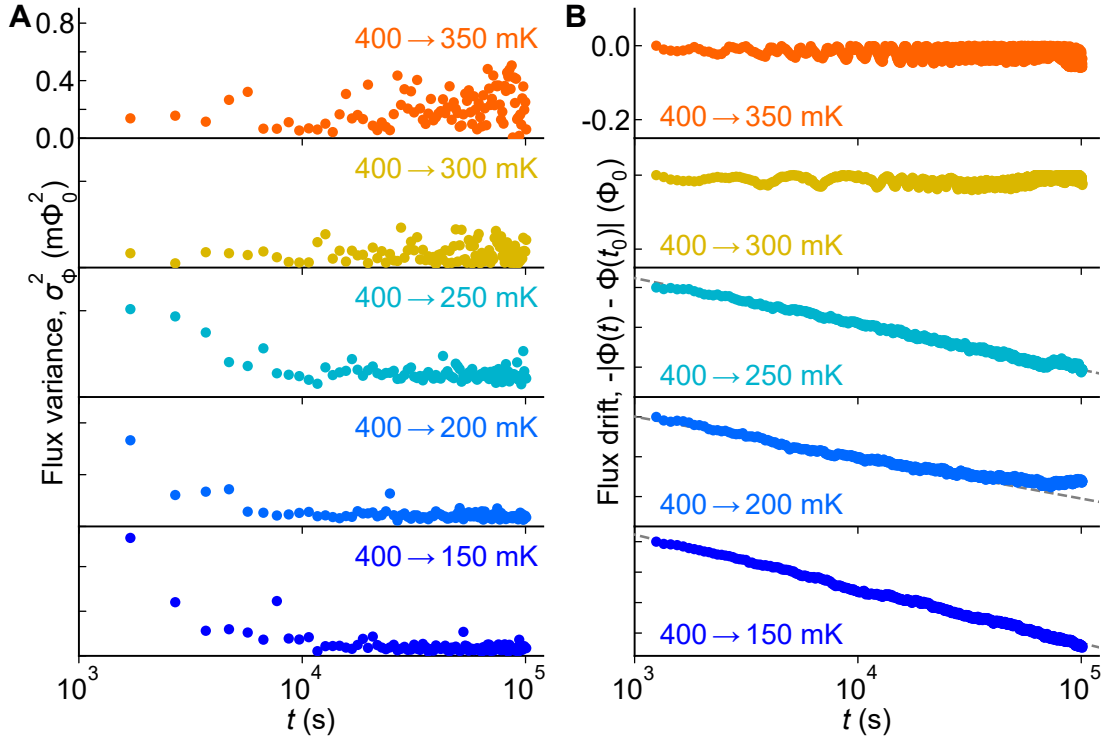 A
0.8
0.4
0.0
400 → 350 mK
400 → 300 mK
400 → 250 mK
400 → 200 mK
400 → 150 mK
Flux variance, σ²_Φ (mΦ₀²)
10³
10⁴
10⁵
t (s)
B
0.0
-0.2
400 → 350 mK
400 → 300 mK
400 → 250 mK
400 → 200 mK
400 → 150 mK
Flux drift, -|Φ(t) - Φ(t₀)| (Φ₀)
10³
10⁴
10⁵
t (s)